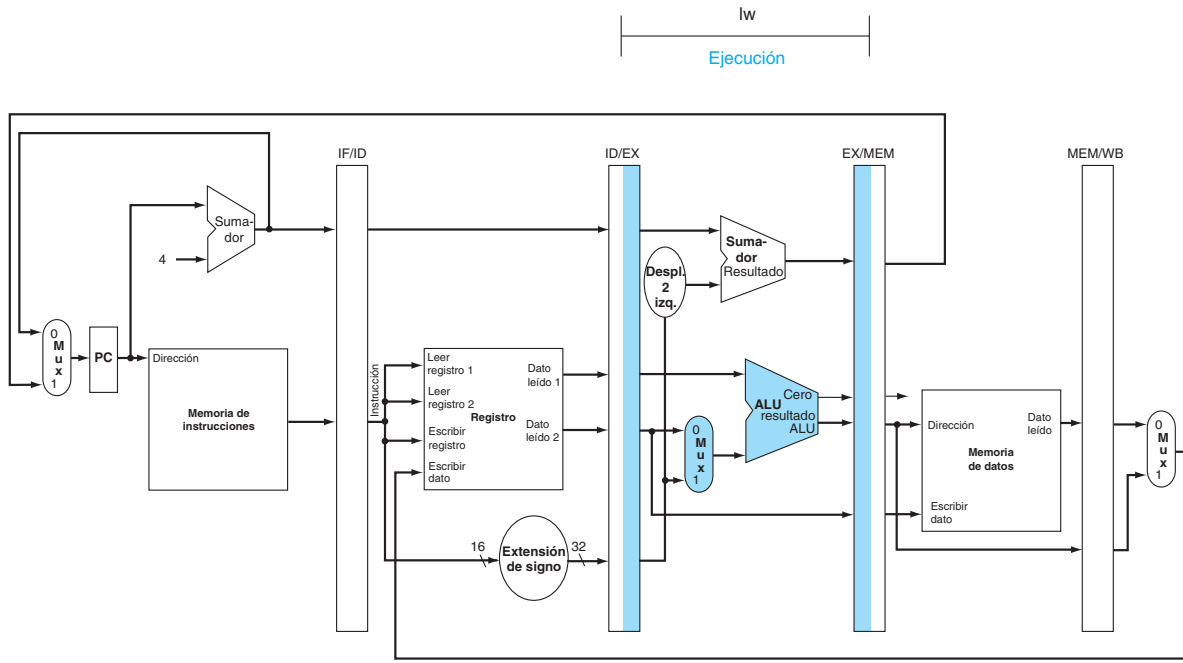 lw
Ejecución
IF/ID
ID/EX
EX/MEM
MEM/WB
Suma-
dor
4
Suma-
dor
Resultado
Despl.
2
izq.
0
M
u
x
1
PC
Dirección
Memoria de
instrucciones
Instrucción
Leer
registro 1
Leer
registro 2
Escribir
registro
Escribir
dato
Registro
Dato
leído 1
Dato
leído 2
0
M
u
x
1
ALU
Cero
resultado
ALU
Dirección
Dato
leído
Memoria
de datos
Escribir
dato
0
M
u
x
1
16
Extensión
de signo
32